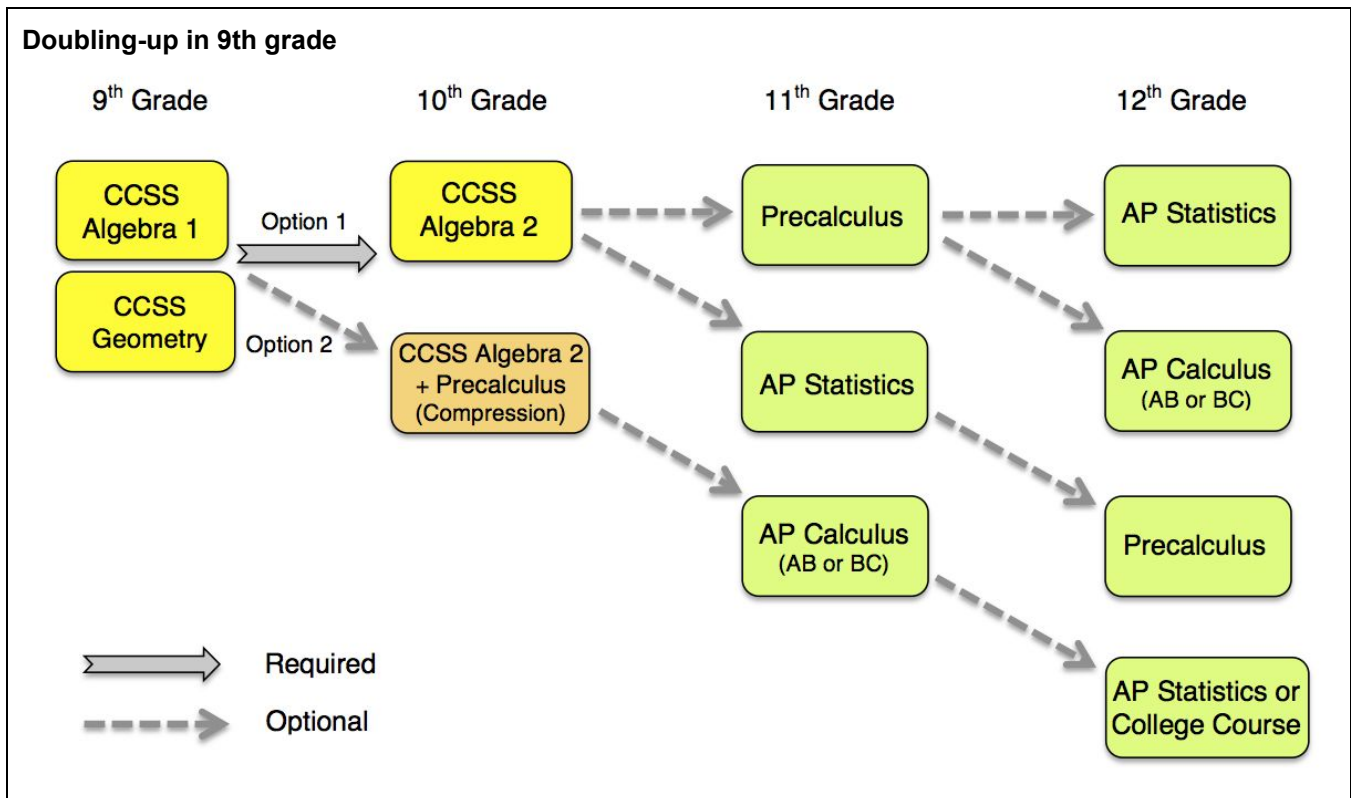 Doubling-up in 9th grade
9th Grade
10th Grade
11th Grade
12th Grade
CCSS
Algebra 1
Option 1
CCSS
Algebra 2
Precalculus
AP Statistics
CCSS
Geometry
Option 2
CCSS Algebra 2
+ Precalculus
(Compression)
AP Statistics
AP Calculus
(AB or BC)
AP Calculus
(AB or BC)
Precalculus
Required
Optional
AP Statistics or
College Course